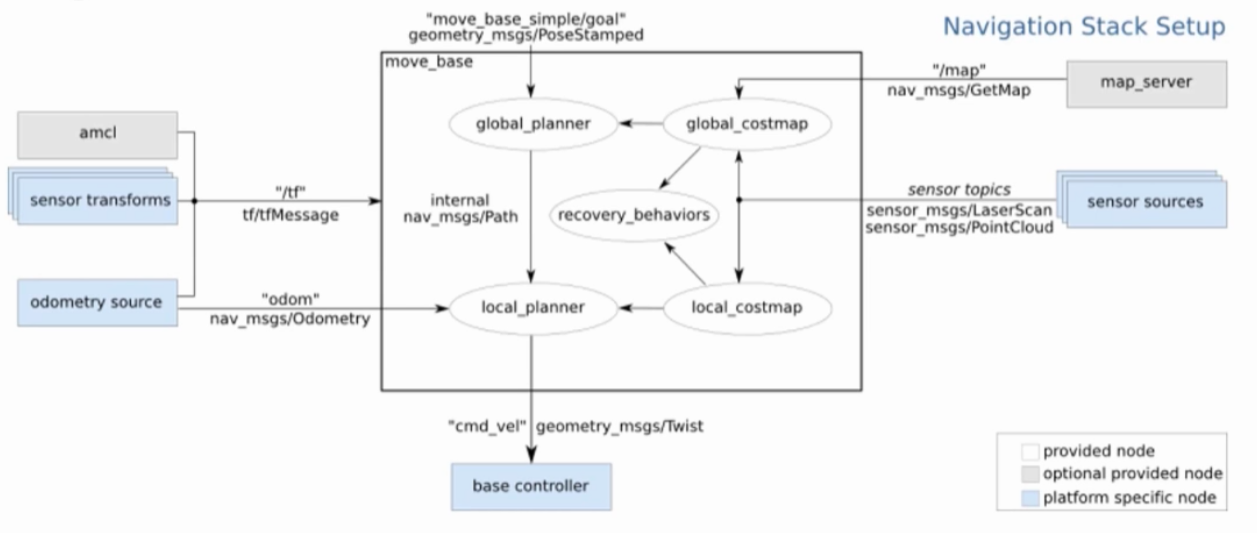 "move_base_simple/goal"
geometry_msgs/PoseStamped
Navigation Stack Setup
move_base
"/map"
nav_msgs/GetMap
map_server
amcl
global_planner
global_costmap
sensor transforms
"/tf"
tf/tfMessage
internal
nav_msgs/Path
recovery_behaviors
sensor topics
sensor_msgs/LaserScan
sensor_msgs/PointCloud
sensor sources
odometry source
"odom"
nav_msgs/Odometry
local_planner
local_costmap
"cmd_vel" geometry_msgs/Twist
base controller
provided node
optional provided node
platform specific node